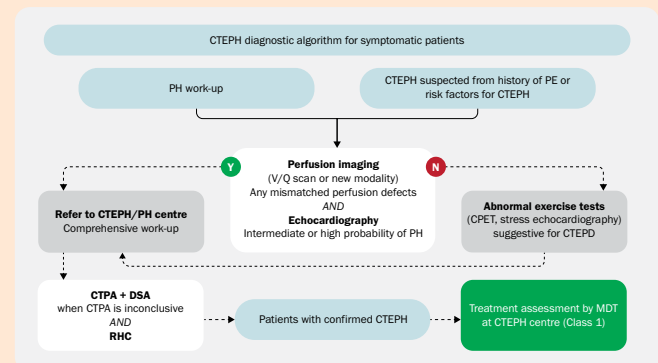 CTEPH diagnostic algorithm for symptomatic patients
PH work-up
CTEPH suspected from history of PE or
risk factors for CTEPH
Y
N
Perfusion imaging
(V/Q scan or new modality)
Any mismatched perfusion defects
AND
Echocardiography
Intermediate or high probability of PH
Refer to CTEPH/PH centre
Comprehensive work-up
Abnormal exercise tests
(CPET, stress echocardiography)
suggestive for CTEPD
CTPA + DSA
when CTPA is inconclusive
AND
RHC
Patients with confirmed CTEPH
Treatment assessment by MDT
at CTEPH centre (Class 1)